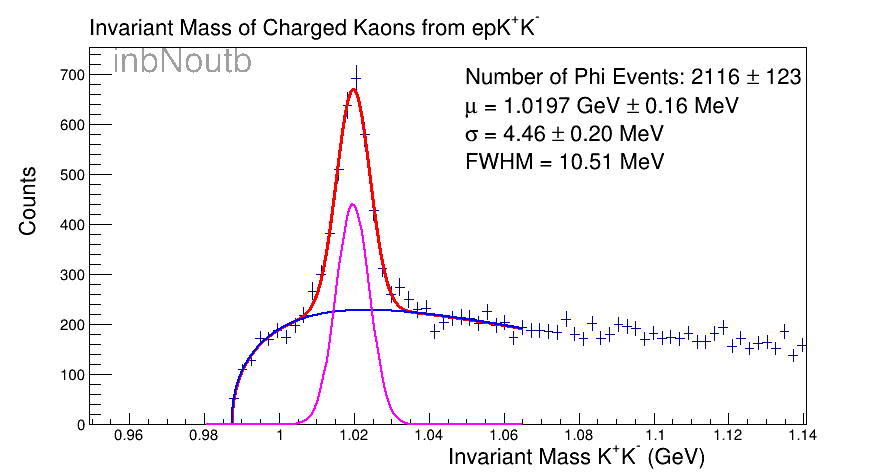 Invariant Mass of Charged Kaons from epK⁺K⁻
inbNoutb
Number of Phi Events: 2116 ± 123
μ = 1.0197 GeV ± 0.16 MeV
σ = 4.46 ± 0.20 MeV
FWHM = 10.51 MeV
Counts
700
600
500
400
300
200
100
0
0.96 0.98 1 1.02 1.04 1.06 1.08 1.1 1.12 1.14
Invariant Mass K⁺K⁻ (GeV)